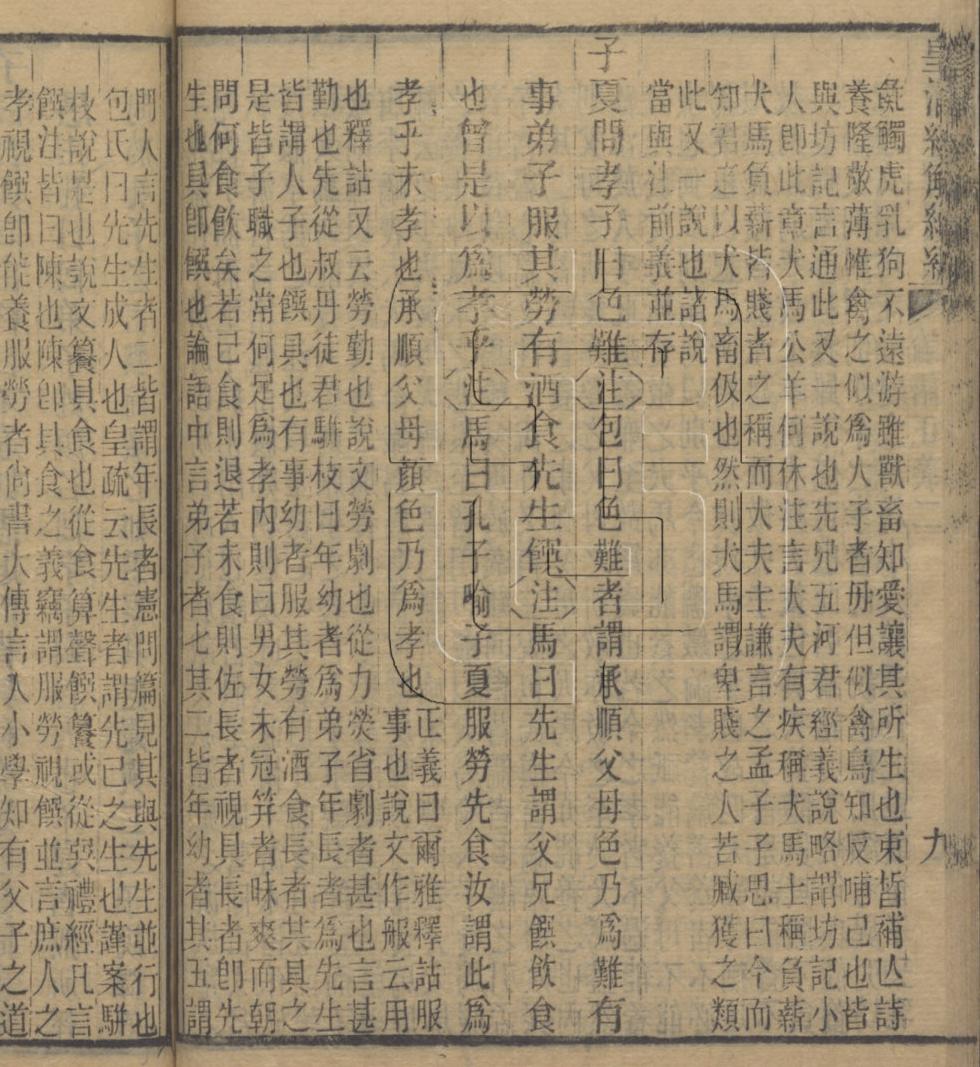 皇清經解續編
九
彘觸虎乳狗不遠游雖獸畜知愛讓其所生也束皙補亾詩
養隆敬薄惟禽之似爲人子者毋但似禽鳥知反哺己也皆
與坊記言通此又一說也先兄五河君經義說略謂坊記小
人卽此章犬馬公羊何休注言大夫有疾稱犬馬士稱負薪
犬馬負薪皆賤者之稱而大夫士謙言之孟子子思曰今而
知君之以犬馬畜伋也然則犬馬謂卑賤之人若臧獲之類
此又一說也諸說
當與注前義並存
子夏問孝子曰色難注包曰色難者謂承順父母色乃爲難有
事弟子服其勞有酒食先生饌注馬曰先生謂父兄饌飲食
也曾是以爲孝乎注馬曰孔子喻子夏服勞先食汝謂此爲
孝乎未孝也承順父母顏色乃爲孝也
正義曰爾雅釋詁服
事也說文作𦨕云用
也釋詁又云勞勤也說文勞劇也從力熒省劇者甚也言甚
勤也先從叔丹徒君駢枝曰年幼者爲弟子年長者爲先生
皆謂人子也饌具也有事幼者服其勞有酒食長者共具之
是皆子職之常何足爲孝內則曰男女未冠笄者昧爽而朝
問何食飲矣若已食則退若未食則佐長者視具長者卽先
生也具卽饌也論語中言弟子者七其二皆年幼者其五謂
門人言先生者二皆謂年長者憲問篇見其與先生並行也
包氏曰先生成人也皇疏云先生者謂先己之生也謹案駢
枝說是也說文籑具食也從食算聲饌籑或從巽禮經凡言
饌注皆曰陳也陳卽具食之義竊謂服勞視饌並言庶人之
孝視饌卽能養服勞者尙書大傳言入小學知有父子之道